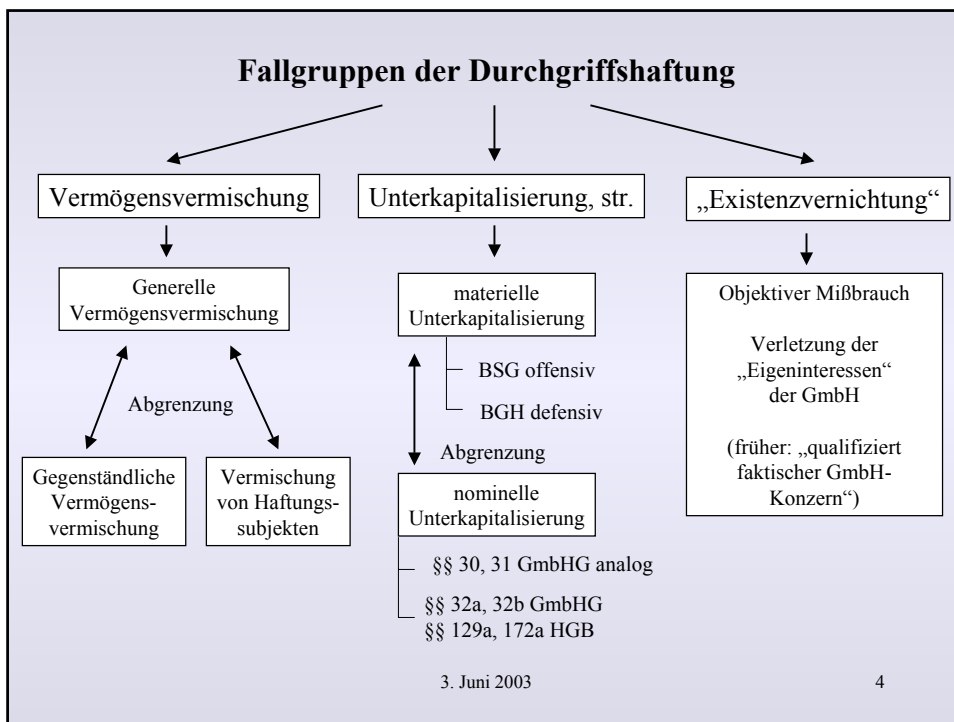 Fallgruppen der Durchgriffshaftung
Vermögensvermischung
Generelle
Vermögensvermischung
Abgrenzung
Gegenständliche
Vermögens-
vermischung
Vermischung
von Haftungs-
subjekten
Unterkapitalisierung, str.
materielle
Unterkapitalisierung
BSG offensiv
BGH defensiv
Abgrenzung
nominelle
Unterkapitalisierung
§§ 30, 31 GmbHG analog
§§ 32a, 32b GmbHG
§§ 129a, 172a HGB
„Existenzvernichtung“
Objektiver Mißbrauch
Verletzung der
„Eigeninteressen“
der GmbH
(früher: „qualifiziert
faktischer GmbH-
Konzern“)
3. Juni 2003
4